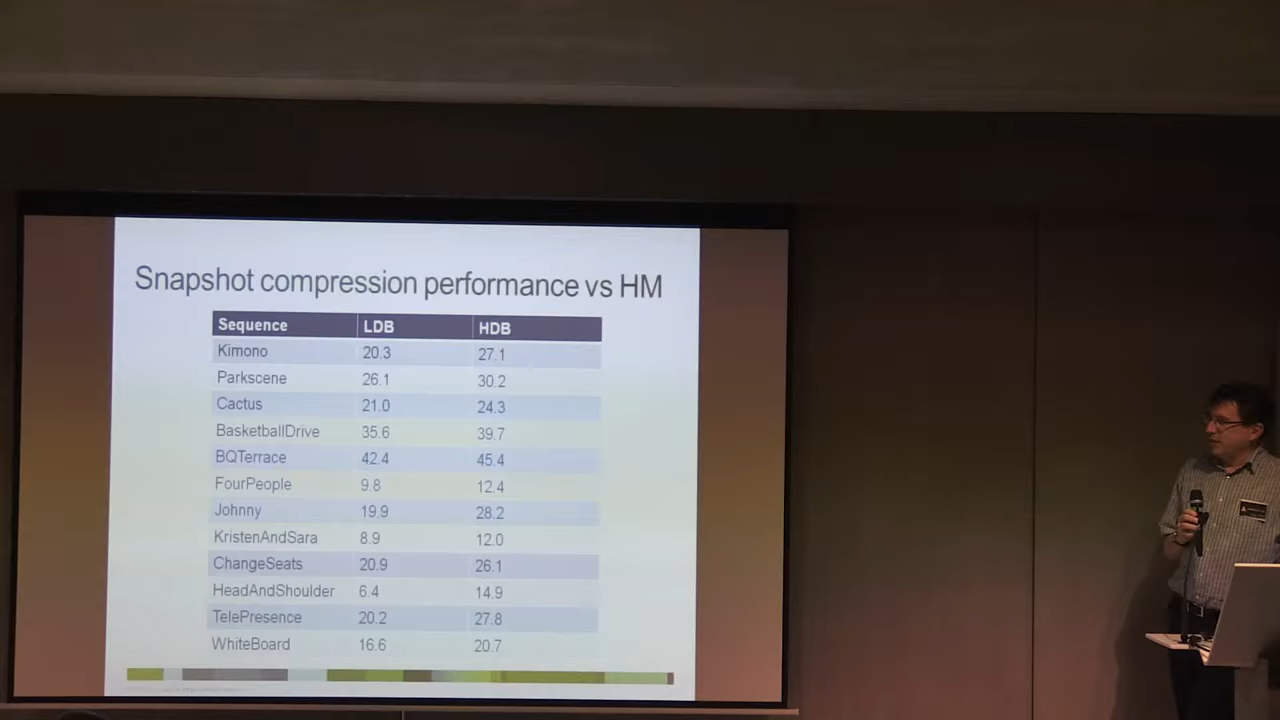 Snapshot compression performance vs HM
Sequence LDB HDB
Kimono 20.3 27.1
Parkscene 26.1 30.2
Cactus 21.0 24.3
BasketballDrive 35.6 39.7
BQTerrace 42.4 45.4
FourPeople 9.8 12.4
Johnny 19.9 28.2
KristenAndSara 8.9 12.0
ChangeSeats 20.9 26.1
HeadAndShoulder 6.4 14.9
TelePresence 20.2 27.8
WhiteBoard 16.6 20.7